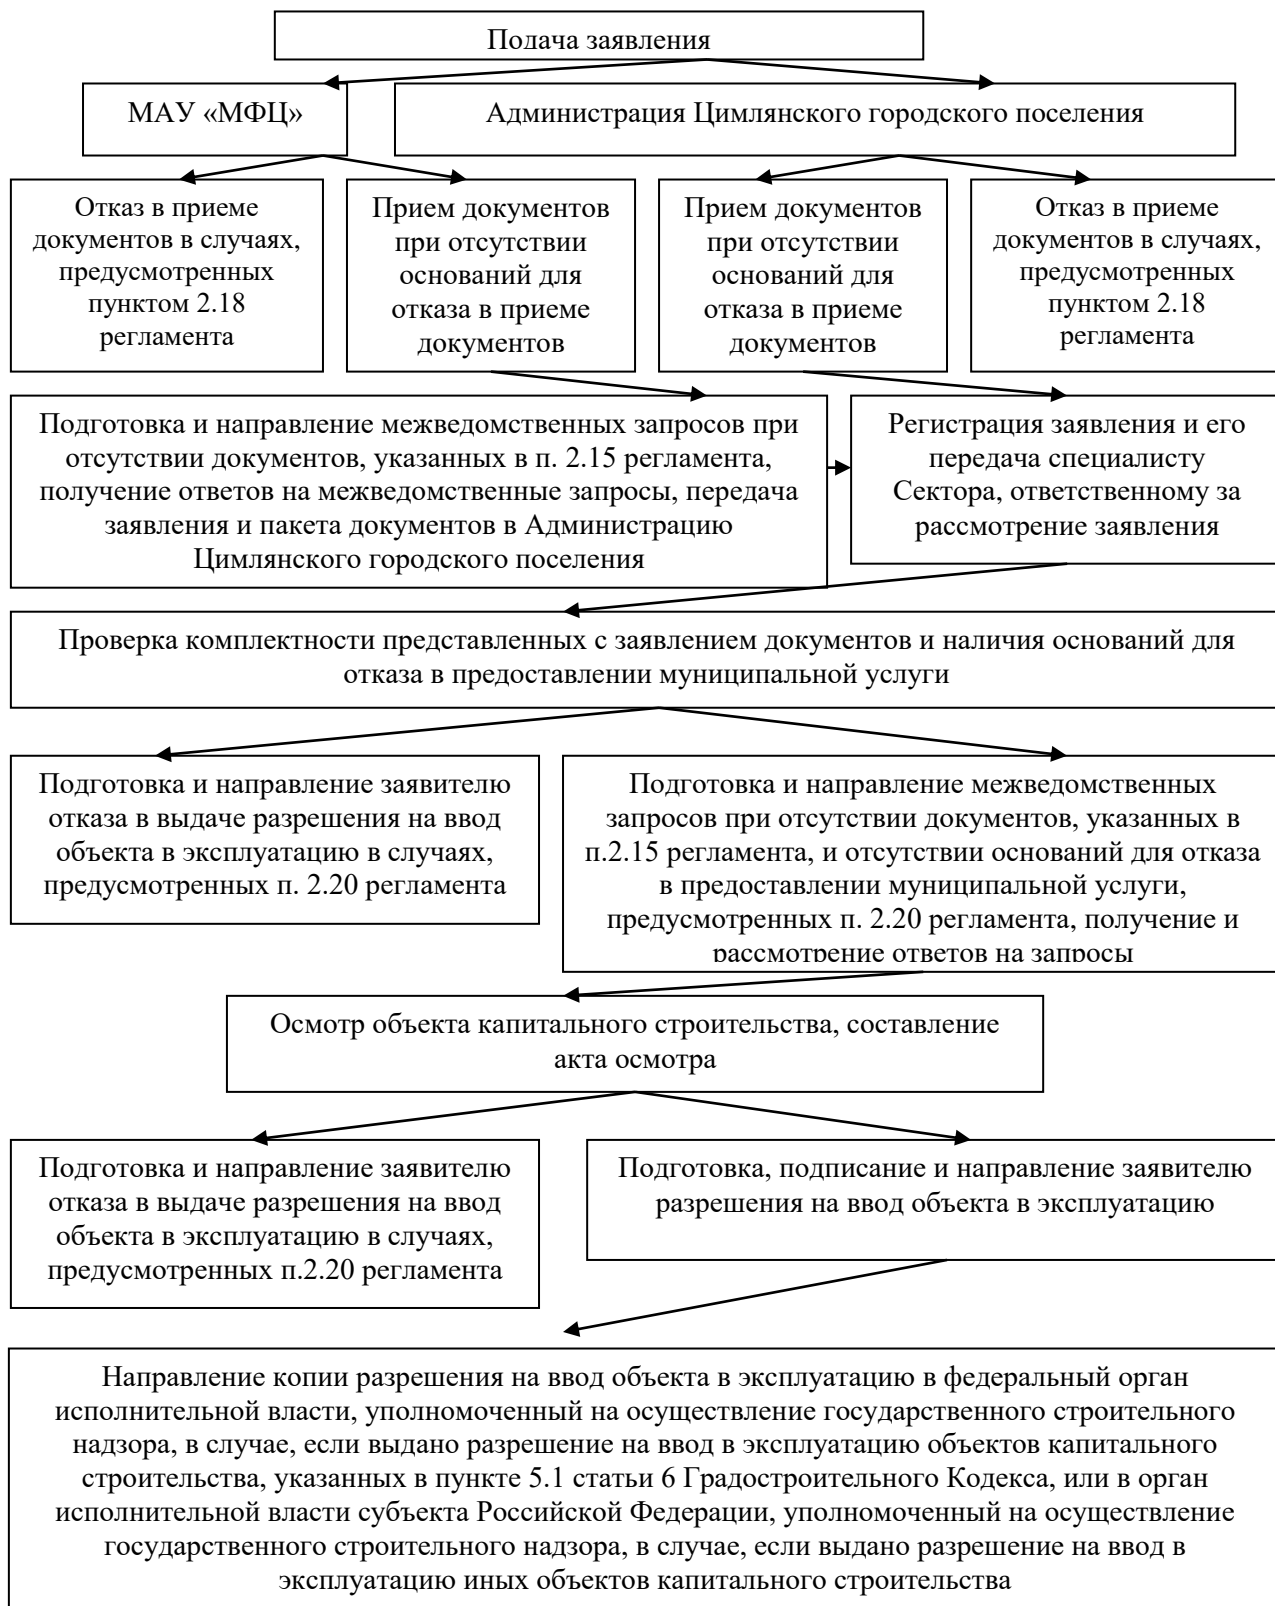 Подача заявления
МАУ «МФЦ»
Администрация Цимлянского городского поселения
Отказ в приеме
документов в случаях,
предусмотренных
пунктом 2.18
регламента
Прием документов
при отсутствии
оснований для
отказа в приеме
документов
Прием документов
при отсутствии
оснований для
отказа в приеме
документов
Отказ в приеме
документов в случаях,
предусмотренных
пунктом 2.18
регламента
Подготовка и направление межведомственных запросов при
отсутствии документов, указанных в п. 2.15 регламента,
получение ответов на межведомственные запросы, передача
заявления и пакета документов в Администрацию
Цимлянского городского поселения
Регистрация заявления и его
передача специалисту
Сектора, ответственному за
рассмотрение заявления
Проверка комплектности представленных с заявлением документов и наличия оснований для
отказа в предоставлении муниципальной услуги
Подготовка и направление заявителю
отказа в выдаче разрешения на ввод
объекта в эксплуатацию в случаях,
предусмотренных п. 2.20 регламента
Подготовка и направление межведомственных
запросов при отсутствии документов, указанных в
п.2.15 регламента, и отсутствии оснований для отказа
в предоставлении муниципальной услуги,
предусмотренных п. 2.20 регламента, получение и
рассмотрение ответов на запросы
Осмотр объекта капитального строительства, составление
акта осмотра
Подготовка и направление заявителю
отказа в выдаче разрешения на ввод
объекта в эксплуатацию в случаях,
предусмотренных п.2.20 регламента
Подготовка, подписание и направление заявителю
разрешения на ввод объекта в эксплуатацию
Направление копии разрешения на ввод объекта в эксплуатацию в федеральный орган
исполнительной власти, уполномоченный на осуществление государственного строительного
надзора, в случае, если выдано разрешение на ввод в эксплуатацию объектов капитального
строительства, указанных в пункте 5.1 статьи 6 Градостроительного Кодекса, или в орган
исполнительной власти субъекта Российской Федерации, уполномоченный на осуществление
государственного строительного надзора, в случае, если выдано разрешение на ввод в
эксплуатацию иных объектов капитального строительства